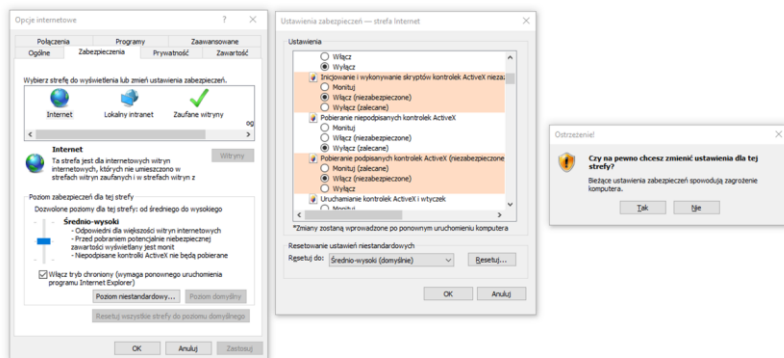 Opcje internetowe
Połączenia Programy Zaawansowane
Ogólne Zabezpieczenia Prywatność Zawartość
Wybierz strefę do wyświetlenia lub zmień ustawienia zabezpieczeń.
Internet Lokalny intranet Zaufane witryny
og
Internet
Witryny
Ta strefa jest dla internetowych witryn
internetowych, których nie umieszczono w
strefach witryn zaufanych i w strefach witryn z
Poziom zabezpieczeń dla tej strefy
Dozwolone poziomy dla tej strefy: od średniego do wysokiego
Średnio-wysoki
- Odpowiedni dla większości witryn internetowych
- Przed pobraniem potencjalnie niebezpiecznej
zawartości wyświetlany jest monit
- Niepodpisane kontrolki ActiveX nie będą pobierane
Włącz tryb chroniony (wymaga ponownego uruchomienia
programu Internet Explorer)
Poziom niestandardowy... Poziom domyślny
Resetuj wszystkie strefy do poziomu domyślnego
OK Anuluj Zastosuj
Ustawienia zabezpieczeń — strefa Internet
Ustawienia
Włącz
Wyłącz
Inicjowanie i wykonywanie skryptów kontrolek ActiveX nieza
Monituj
Włącz (niezabezpieczone)
Wyłącz (zalecane)
Pobieranie niepodpisanych kontrolek ActiveX
Monituj
Włącz (niezabezpieczone)
Wyłącz (zalecane)
Pobieranie podpisanych kontrolek ActiveX (niezabezpieczone
Monituj (zalecane)
Włącz (niezabezpieczone)
Wyłącz
Uruchamianie kontrolek ActiveX i wtyczek
Monituj
*Zmiany zostaną wprowadzone po ponownym uruchomieniu komputera
Resetowanie ustawień niestandardowych
Resetuj do: Średnio-wysoki (domyślnie) Resetuj...
OK Anuluj
Ostrzeżenie!
Czy na pewno chcesz zmienić ustawienia dla tej
strefy?
Bieżące ustawienia zabezpieczeń spowodują zagrożenie
komputera.
Tak Nie